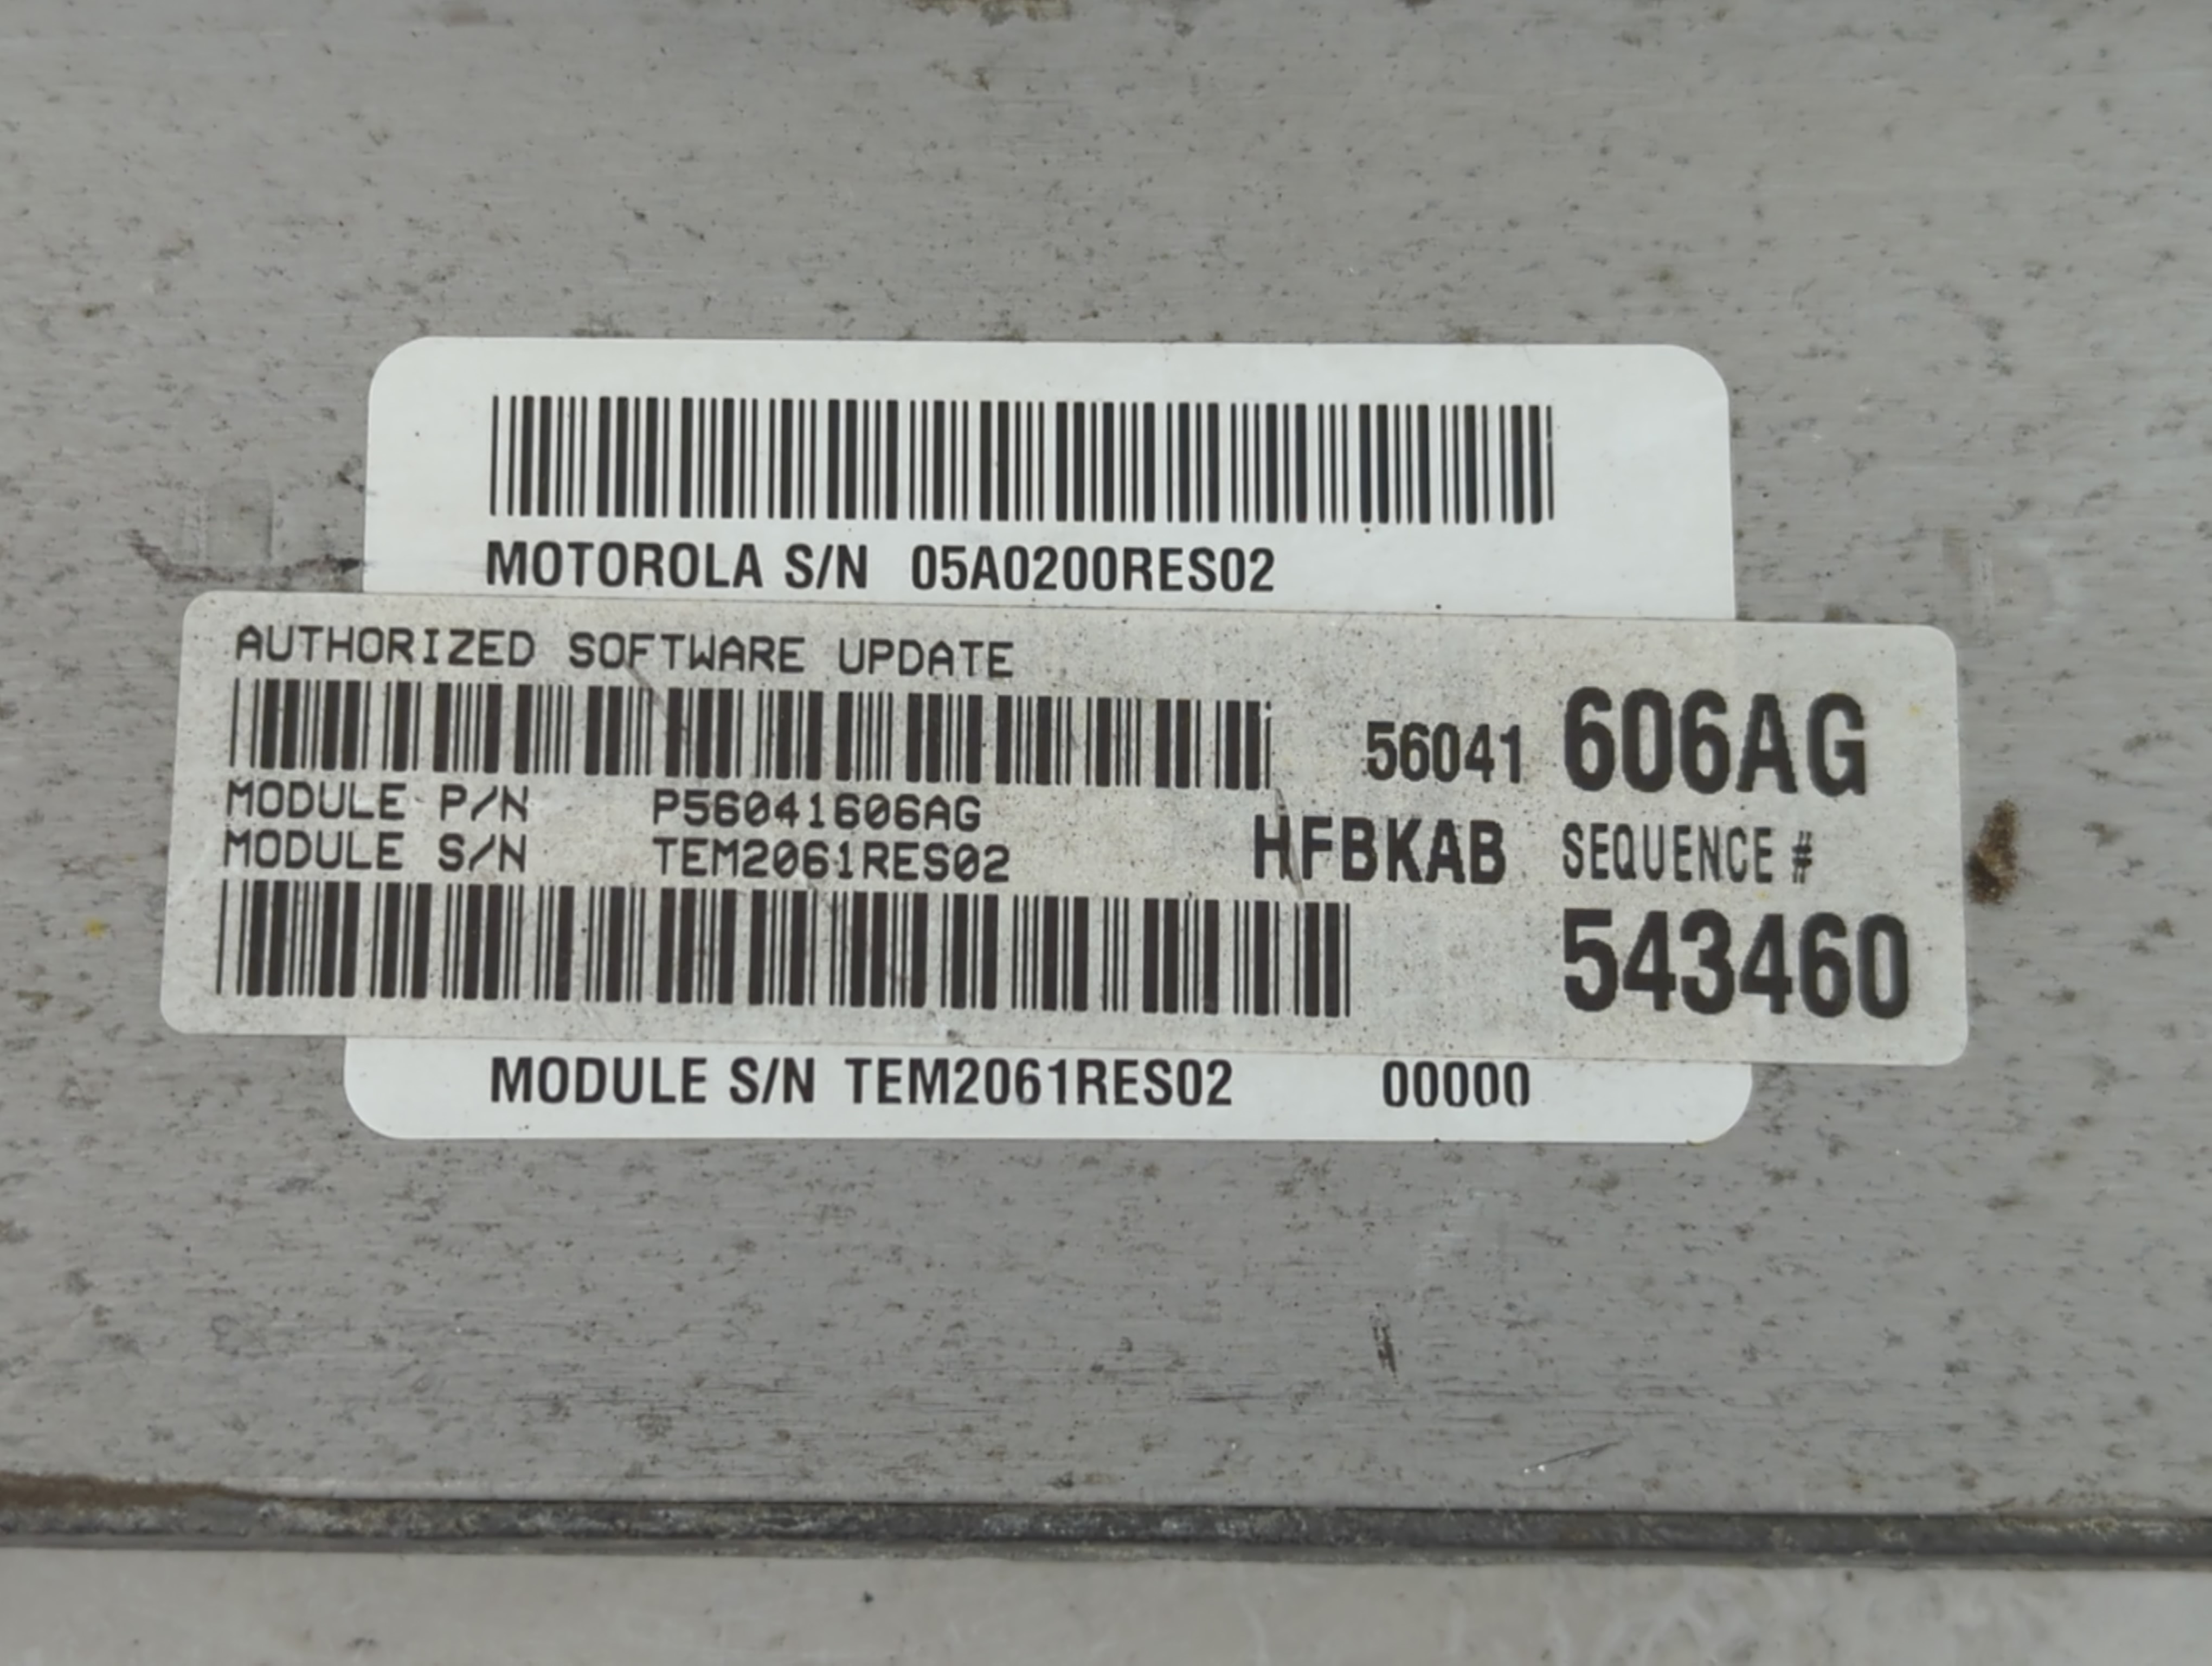 MOTOROLA S/N 05A0200RES02
AUTHORIZED SOFTWARE UPDATE
56041 606AG
MODULE P/N P56041606AG
MODULE S/N TEM2061RES02
HFBKAB SEQUENCE #
543460
MODULE S/N TEM2061RES02 00000